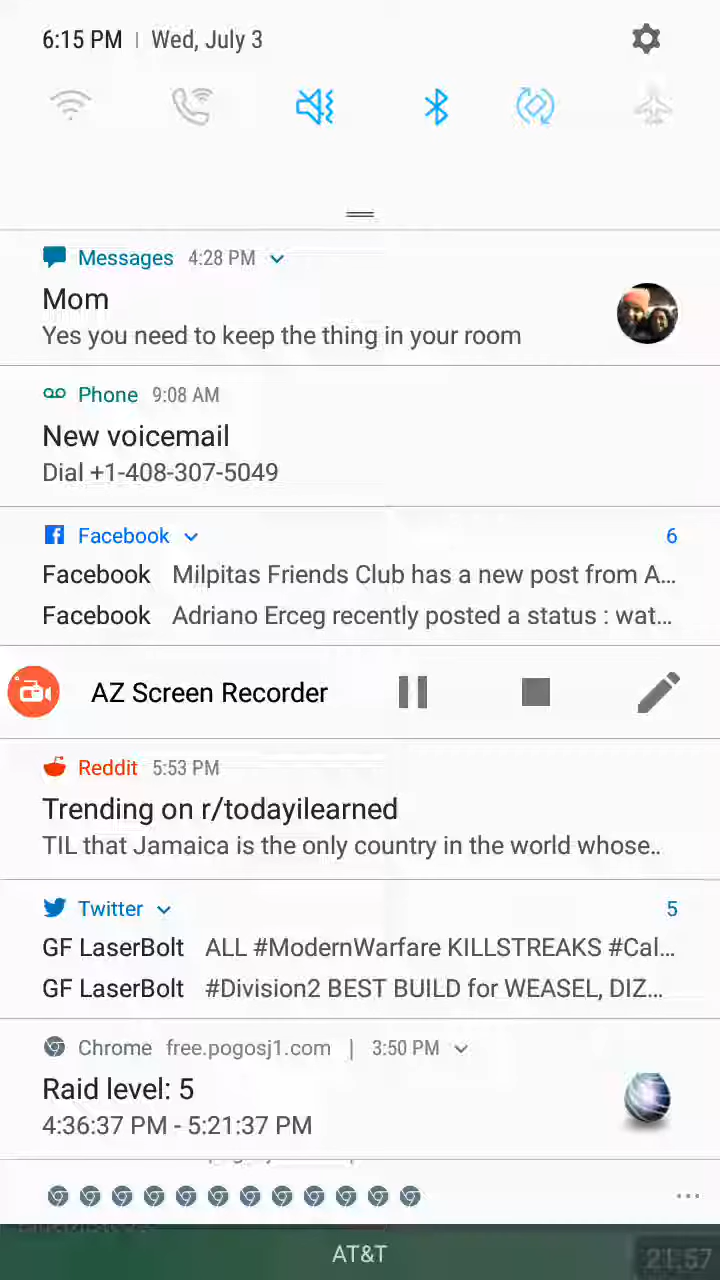 6:15 PM | Wed, July 3
Messages 4:28 PM
Mom
Yes you need to keep the thing in your room
Phone 9:08 AM
New voicemail
Dial +1-408-307-5049
Facebook 6
Facebook Milpitas Friends Club has a new post from A...
Facebook Adriano Erceg recently posted a status : wat...
AZ Screen Recorder
Reddit 5:53 PM
Trending on r/todayilearned
TIL that Jamaica is the only country in the world whose..
Twitter 5
GF LaserBolt ALL #ModernWarfare KILLSTREAKS #Cal...
GF LaserBolt #Division2 BEST BUILD for WEASEL, DIZ...
Chrome free.pogosj1.com | 3:50 PM
Raid level: 5
4:36:37 PM - 5:21:37 PM
AT&T
21:57